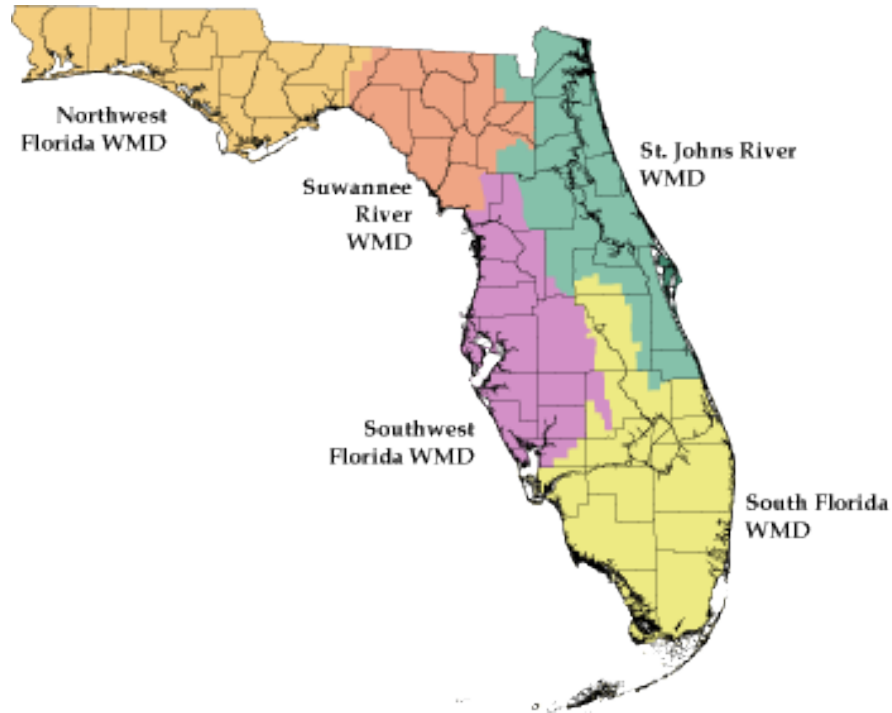 Northwest
Florida WMD
St. Johns River
WMD
Suwannee
River
WMD
Southwest
Florida WMD
South Florida
WMD